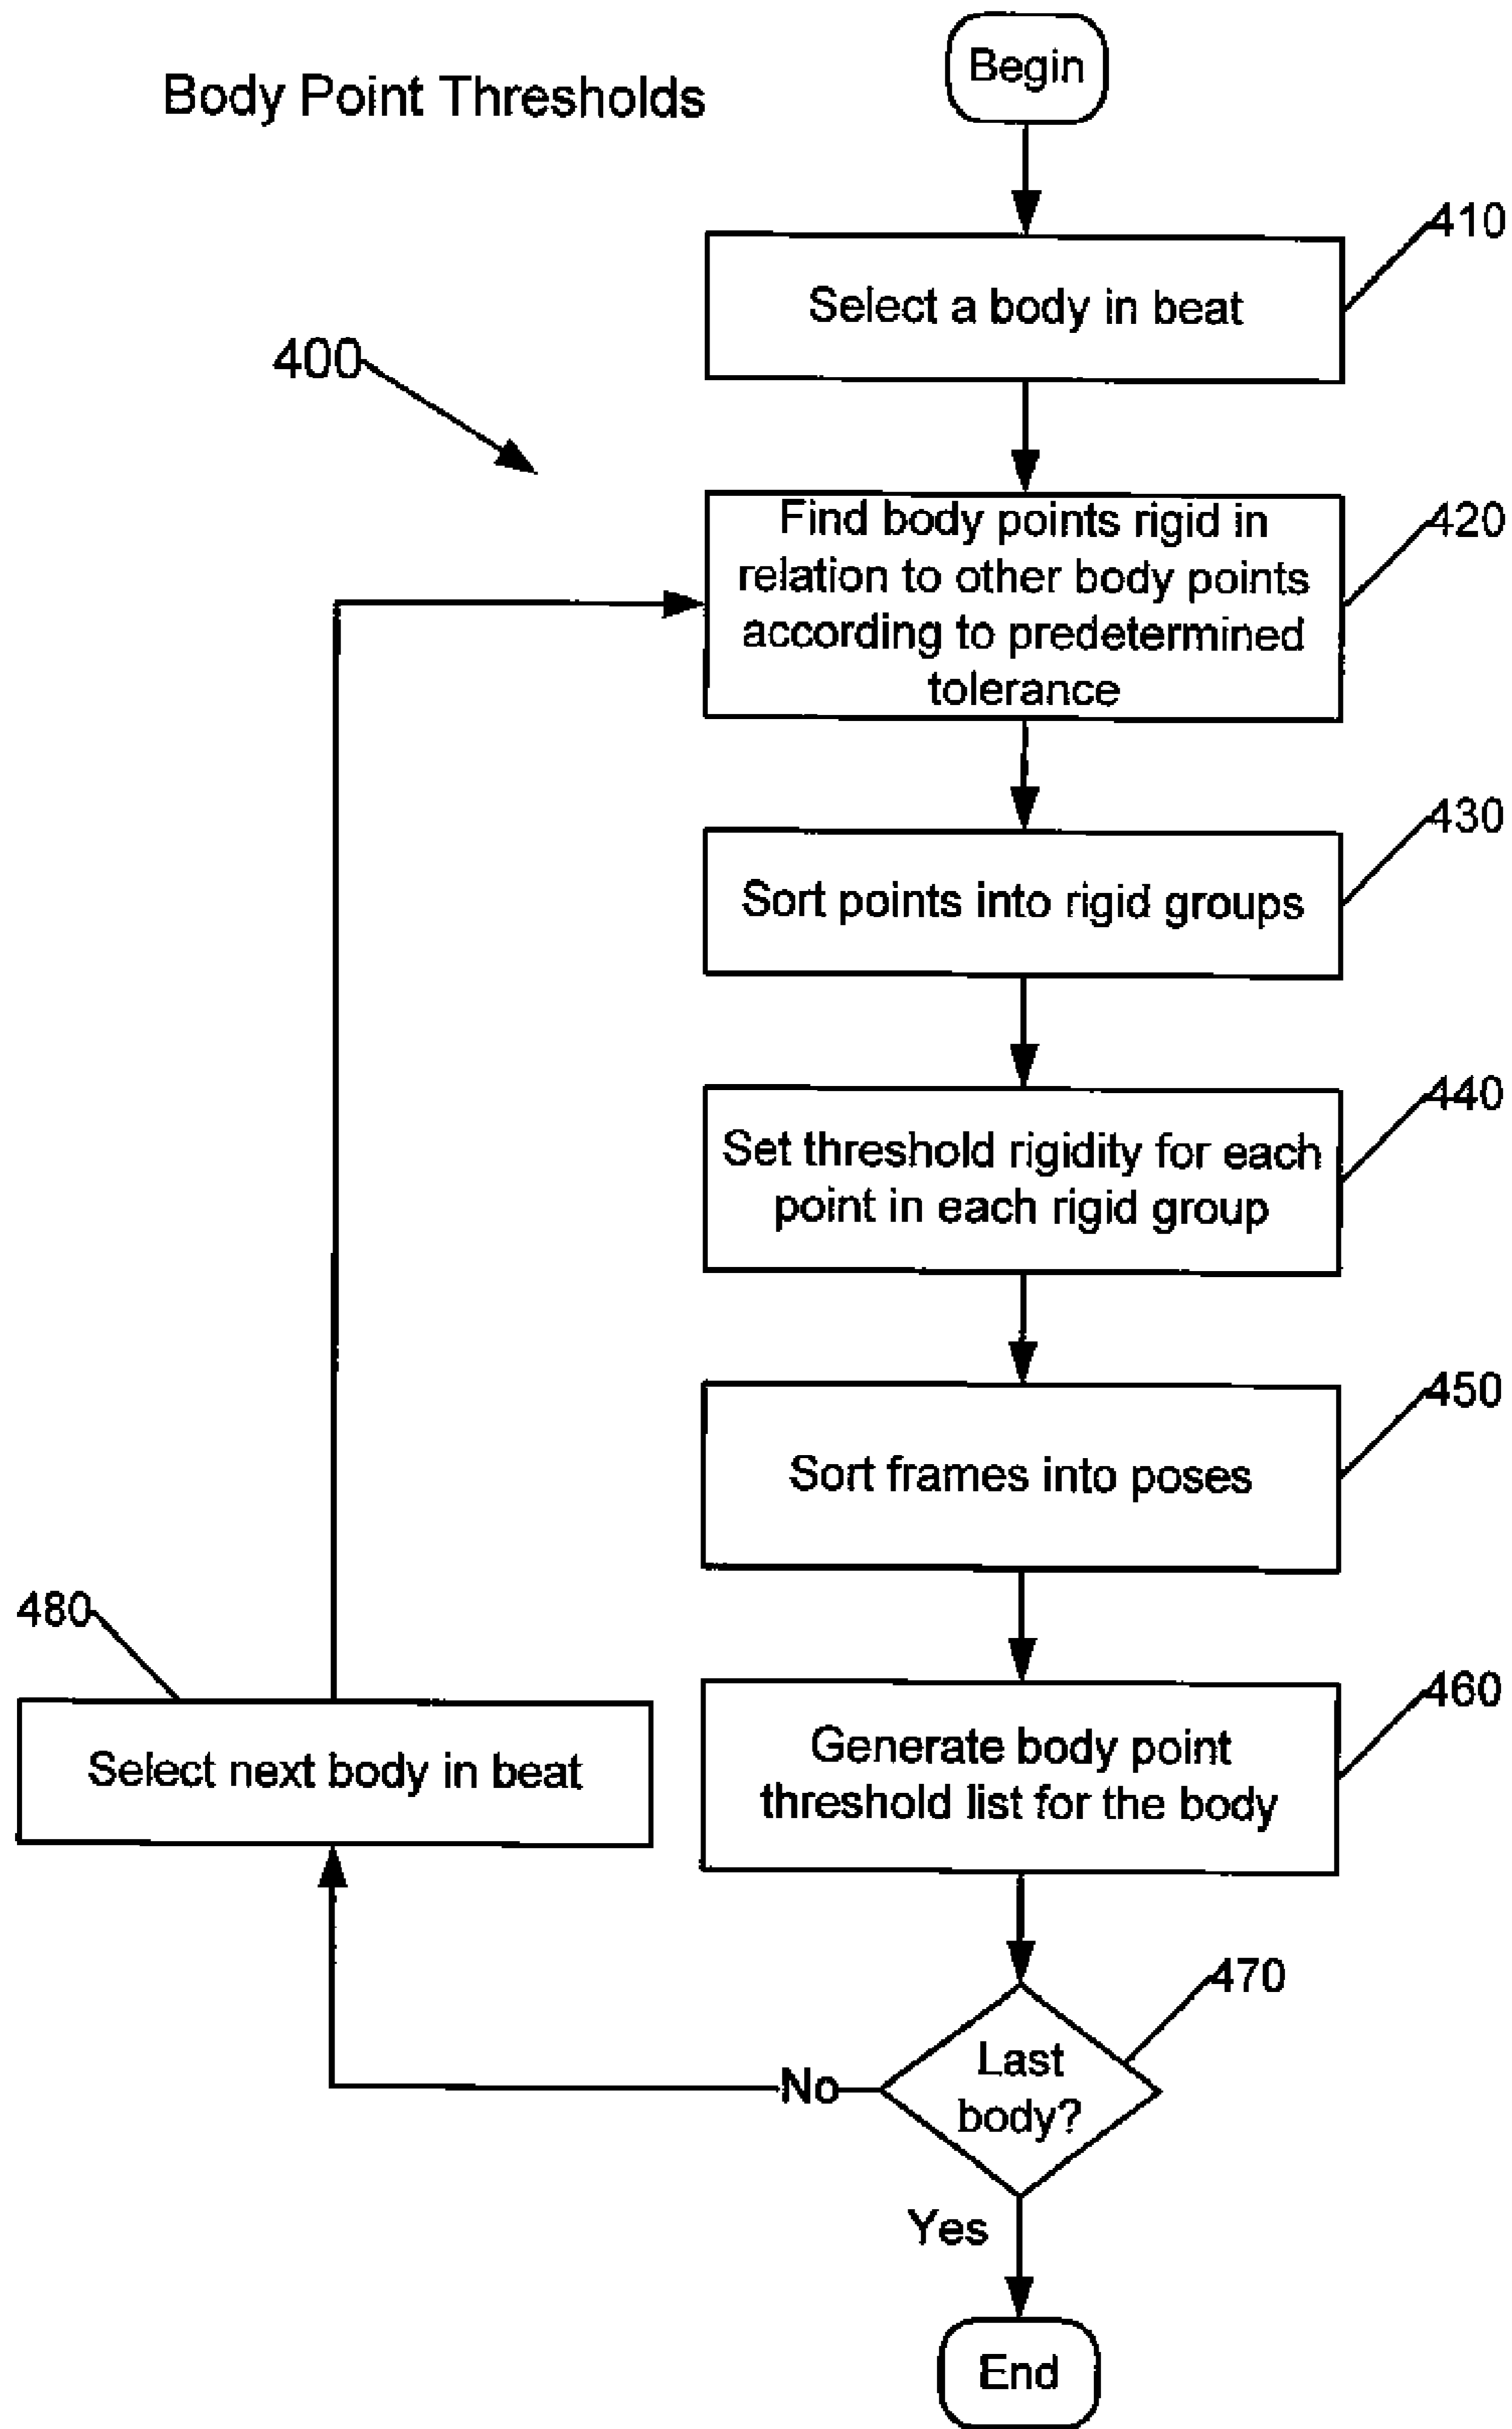 Begin
Body Point Thresholds
410
Select a body in beat
400
Find body points rigid in
relation to other body points
according to predetermined
tolerance
420
430
Sort points into rigid groups
440
Set threshold rigidity for each
point in each rigid group
450
Sort frames into poses
480
460
Select next body in beat
Generate body point
threshold list for the body
470
Last
body?
No
Yes
End